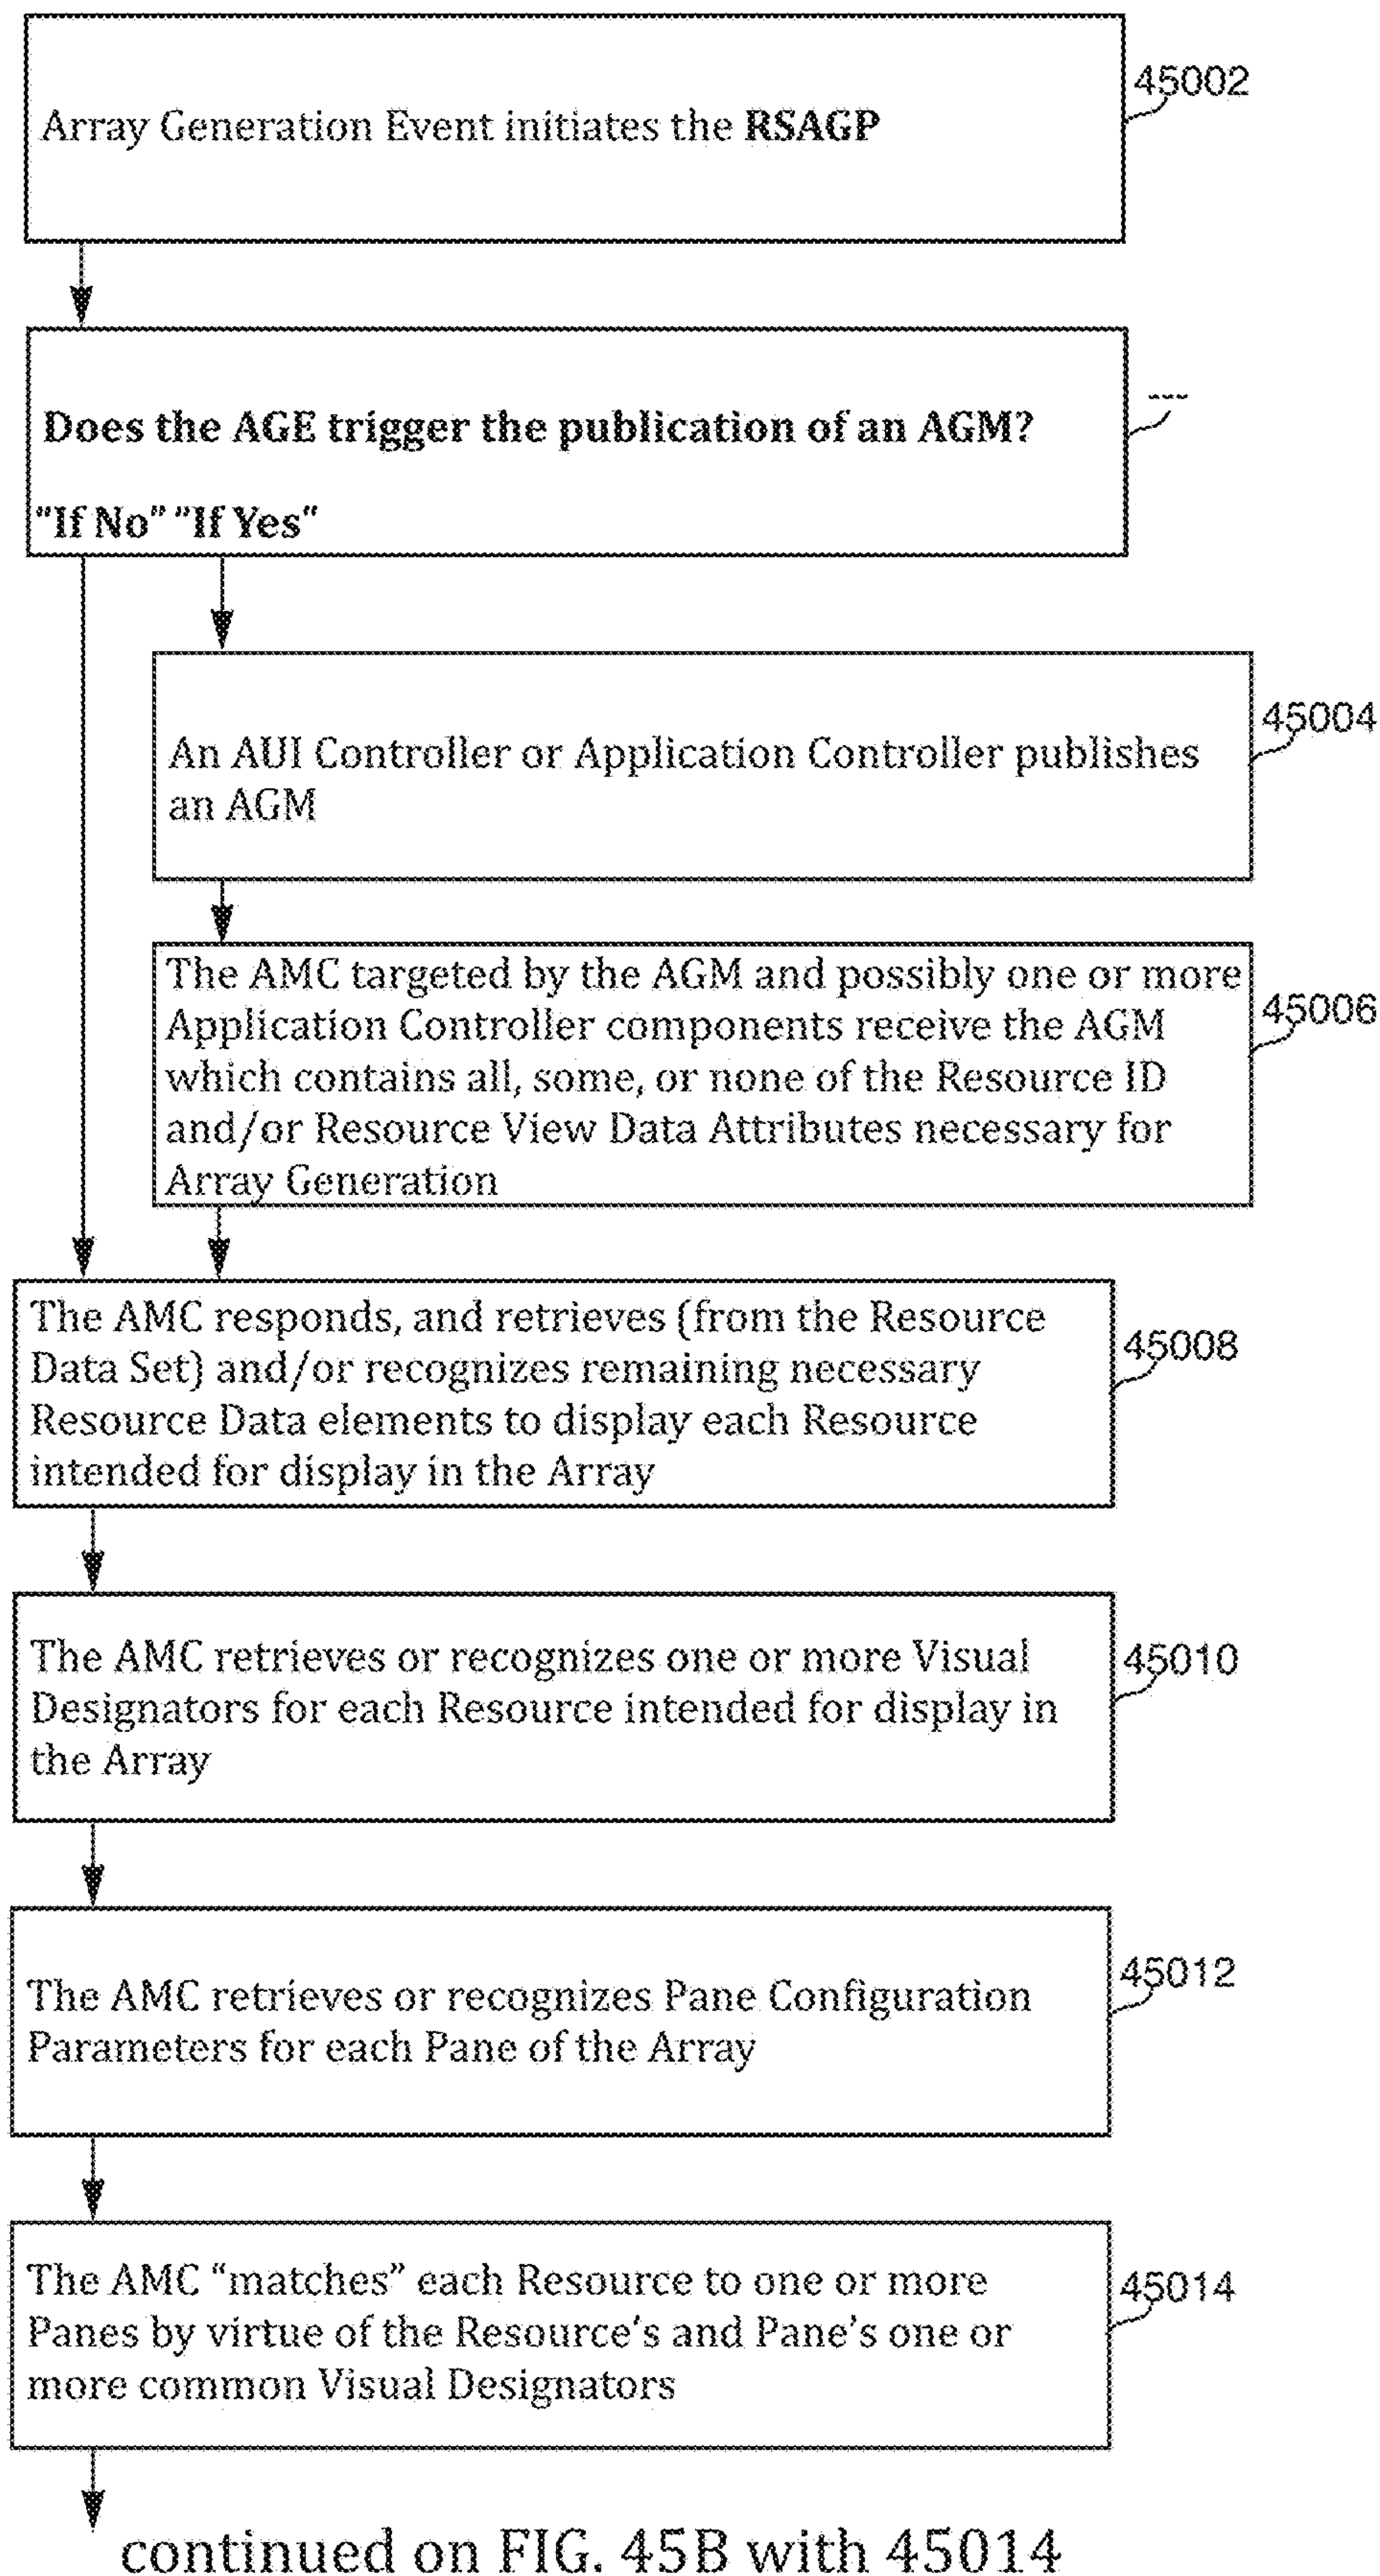 Array Generation Event initiates the RSAGP
45002
Does the AGE trigger the publication of an AGM?
---
"If No" "If Yes"
An AUI Controller or Application Controller publishes
an AGM
45004
The AMC targeted by the AGM and possibly one or more
Application Controller components receive the AGM
which contains all, some, or none of the Resource ID
and/or Resource View Data Attributes necessary for
Array Generation
45006
The AMC responds, and retrieves (from the Resource
Data Set) and/or recognizes remaining necessary
Resource Data elements to display each Resource
intended for display in the Array
45008
The AMC retrieves or recognizes one or more Visual
Designators for each Resource intended for display in
the Array
45010
The AMC retrieves or recognizes Pane Configuration
Parameters for each Pane of the Array
45012
The AMC “matches” each Resource to one or more
Panes by virtue of the Resource’s and Pane’s one or
more common Visual Designators
45014
continued on FIG. 45B with 45014